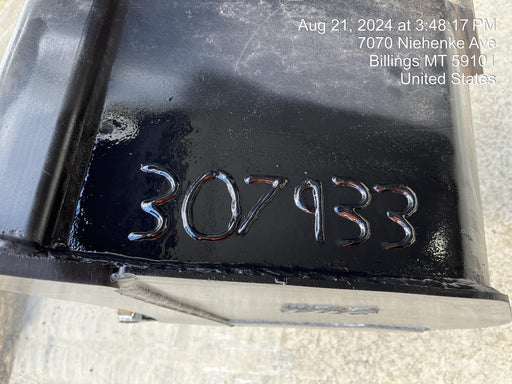 Aug 21, 2024 at 3:48:17 PM
7070 Niehenke Ave
Billings MT 59101
United States
307933